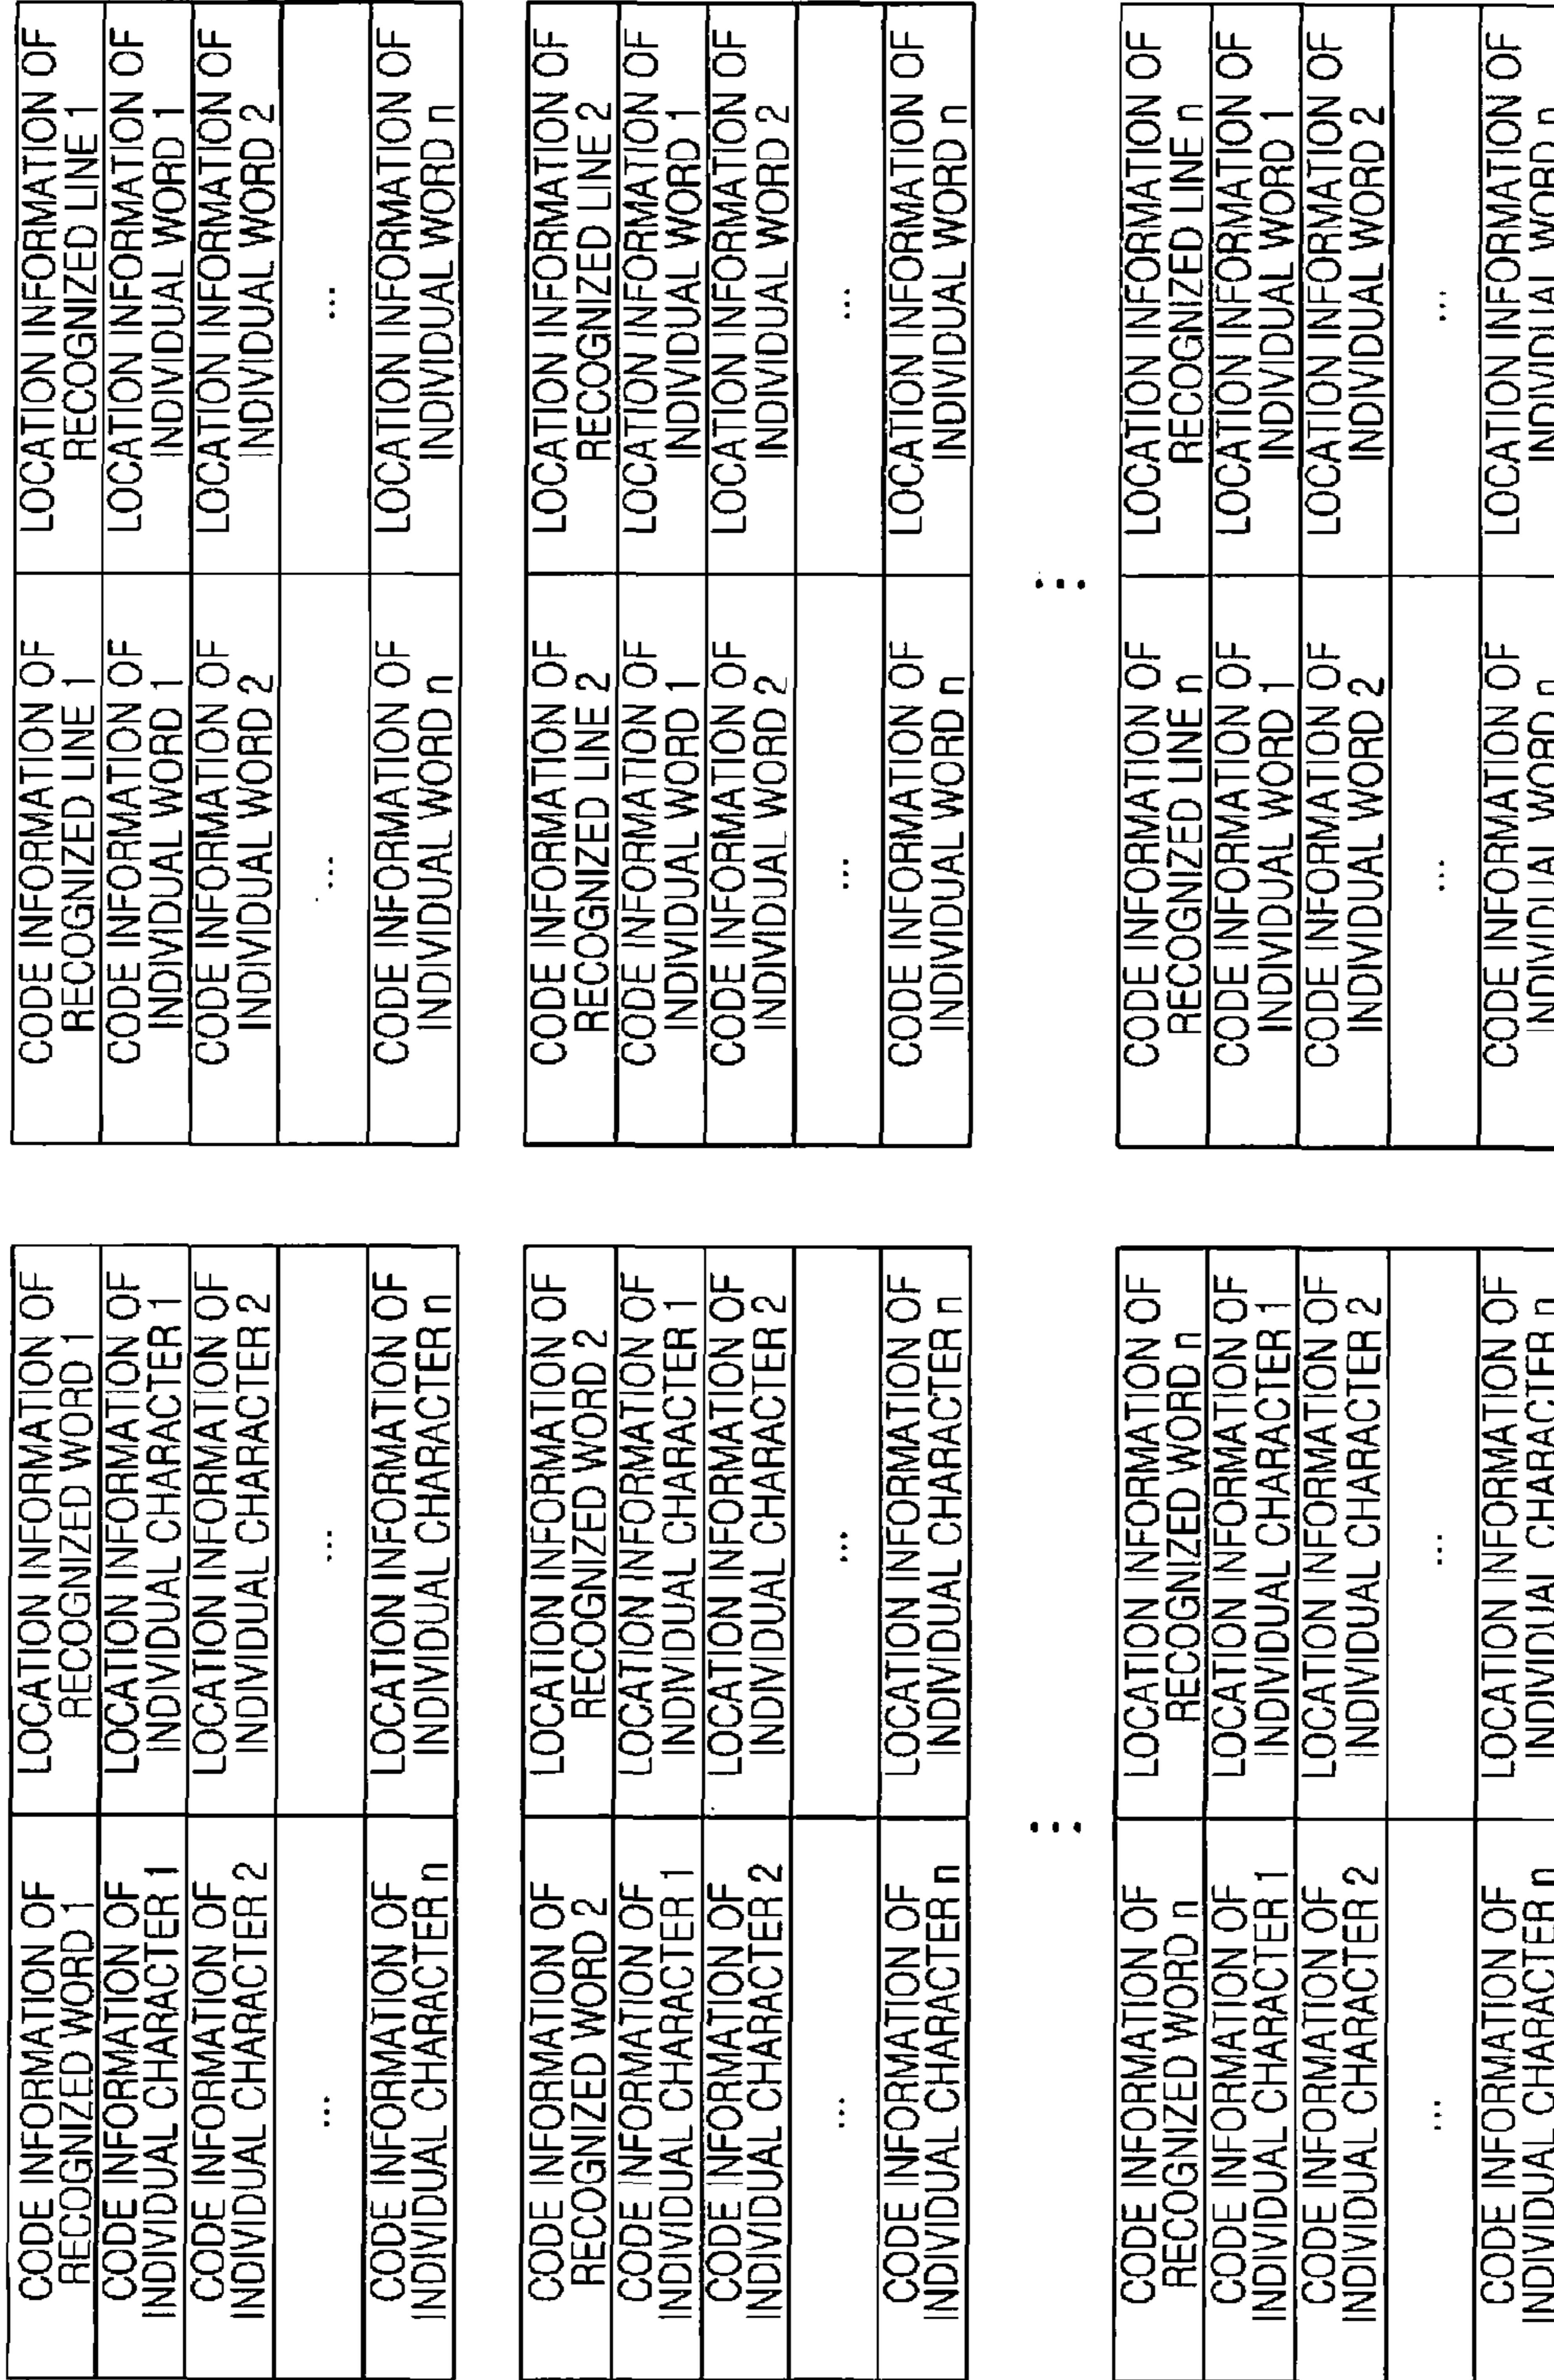 CODE INFORMATION OF
RECOGNIZED WORD 1
LOCATION INFORMATION OF
RECOGNIZED WORD 1
CODE INFORMATION OF
INDIVIDUAL CHARACTER 1
LOCATION INFORMATION OF
INDIVIDUAL CHARACTER 1
CODE INFORMATION OF
INDIVIDUAL CHARACTER 2
LOCATION INFORMATION OF
INDIVIDUAL CHARACTER 2
...
...
CODE INFORMATION OF
INDIVIDUAL CHARACTER n
LOCATION INFORMATION OF
INDIVIDUAL CHARACTER n
CODE INFORMATION OF
RECOGNIZED WORD 2
LOCATION INFORMATION OF
RECOGNIZED WORD 2
CODE INFORMATION OF
INDIVIDUAL CHARACTER 1
LOCATION INFORMATION OF
INDIVIDUAL CHARACTER 1
CODE INFORMATION OF
INDIVIDUAL CHARACTER 2
LOCATION INFORMATION OF
INDIVIDUAL CHARACTER 2
...
...
CODE INFORMATION OF
INDIVIDUAL CHARACTER n
LOCATION INFORMATION OF
INDIVIDUAL CHARACTER n
...
CODE INFORMATION OF
RECOGNIZED WORD n
LOCATION INFORMATION OF
RECOGNIZED WORD n
CODE INFORMATION OF
INDIVIDUAL CHARACTER 1
LOCATION INFORMATION OF
INDIVIDUAL CHARACTER 1
CODE INFORMATION OF
INDIVIDUAL CHARACTER 2
LOCATION INFORMATION OF
INDIVIDUAL CHARACTER 2
...
...
CODE INFORMATION OF
INDIVIDUAL CHARACTER n
LOCATION INFORMATION OF
INDIVIDUAL CHARACTER n
CODE INFORMATION OF
RECOGNIZED LINE 1
LOCATION INFORMATION OF
RECOGNIZED LINE 1
CODE INFORMATION OF
INDIVIDUAL WORD 1
LOCATION INFORMATION OF
INDIVIDUAL WORD 1
CODE INFORMATION OF
INDIVIDUAL WORD 2
LOCATION INFORMATION OF
INDIVIDUAL WORD 2
...
...
CODE INFORMATION OF
INDIVIDUAL WORD n
LOCATION INFORMATION OF
INDIVIDUAL WORD n
CODE INFORMATION OF
RECOGNIZED LINE 2
LOCATION INFORMATION OF
RECOGNIZED LINE 2
CODE INFORMATION OF
INDIVIDUAL WORD 1
LOCATION INFORMATION OF
INDIVIDUAL WORD 1
CODE INFORMATION OF
INDIVIDUAL WORD 2
LOCATION INFORMATION OF
INDIVIDUAL WORD 2
...
...
CODE INFORMATION OF
INDIVIDUAL WORD n
LOCATION INFORMATION OF
INDIVIDUAL WORD n
...
CODE INFORMATION OF
RECOGNIZED LINE n
LOCATION INFORMATION OF
RECOGNIZED LINE n
CODE INFORMATION OF
INDIVIDUAL WORD 1
LOCATION INFORMATION OF
INDIVIDUAL WORD 1
CODE INFORMATION OF
INDIVIDUAL WORD 2
LOCATION INFORMATION OF
INDIVIDUAL WORD 2
...
...
CODE INFORMATION OF
INDIVIDUAL WORD n
LOCATION INFORMATION OF
INDIVIDUAL WORD n